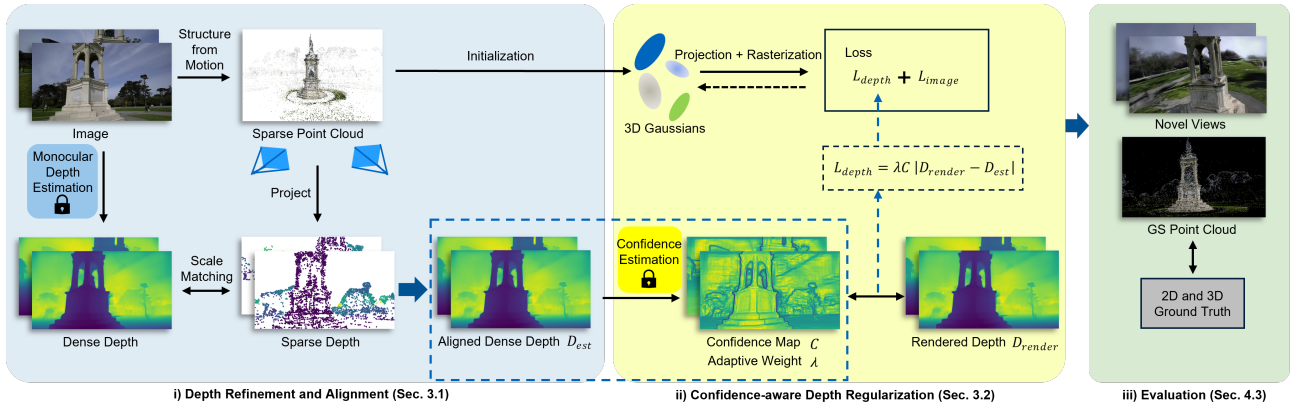 Structure
from
Motion
Image
Sparse Point Cloud
Monocular
Depth
Estimation
Project
Scale
Matching
Dense Depth
Sparse Depth
Aligned Dense Depth D_est
i) Depth Refinement and Alignment (Sec. 3.1)
Initialization
3D Gaussians
Projection + Rasterization
Loss
L_depth + L_image
L_depth = λC |D_render − D_est|
Confidence
Estimation
Confidence Map C
Adaptive Weight λ
Rendered Depth D_render
ii) Confidence-aware Depth Regularization (Sec. 3.2)
Novel Views
GS Point Cloud
2D and 3D
Ground Truth
iii) Evaluation (Sec. 4.3)